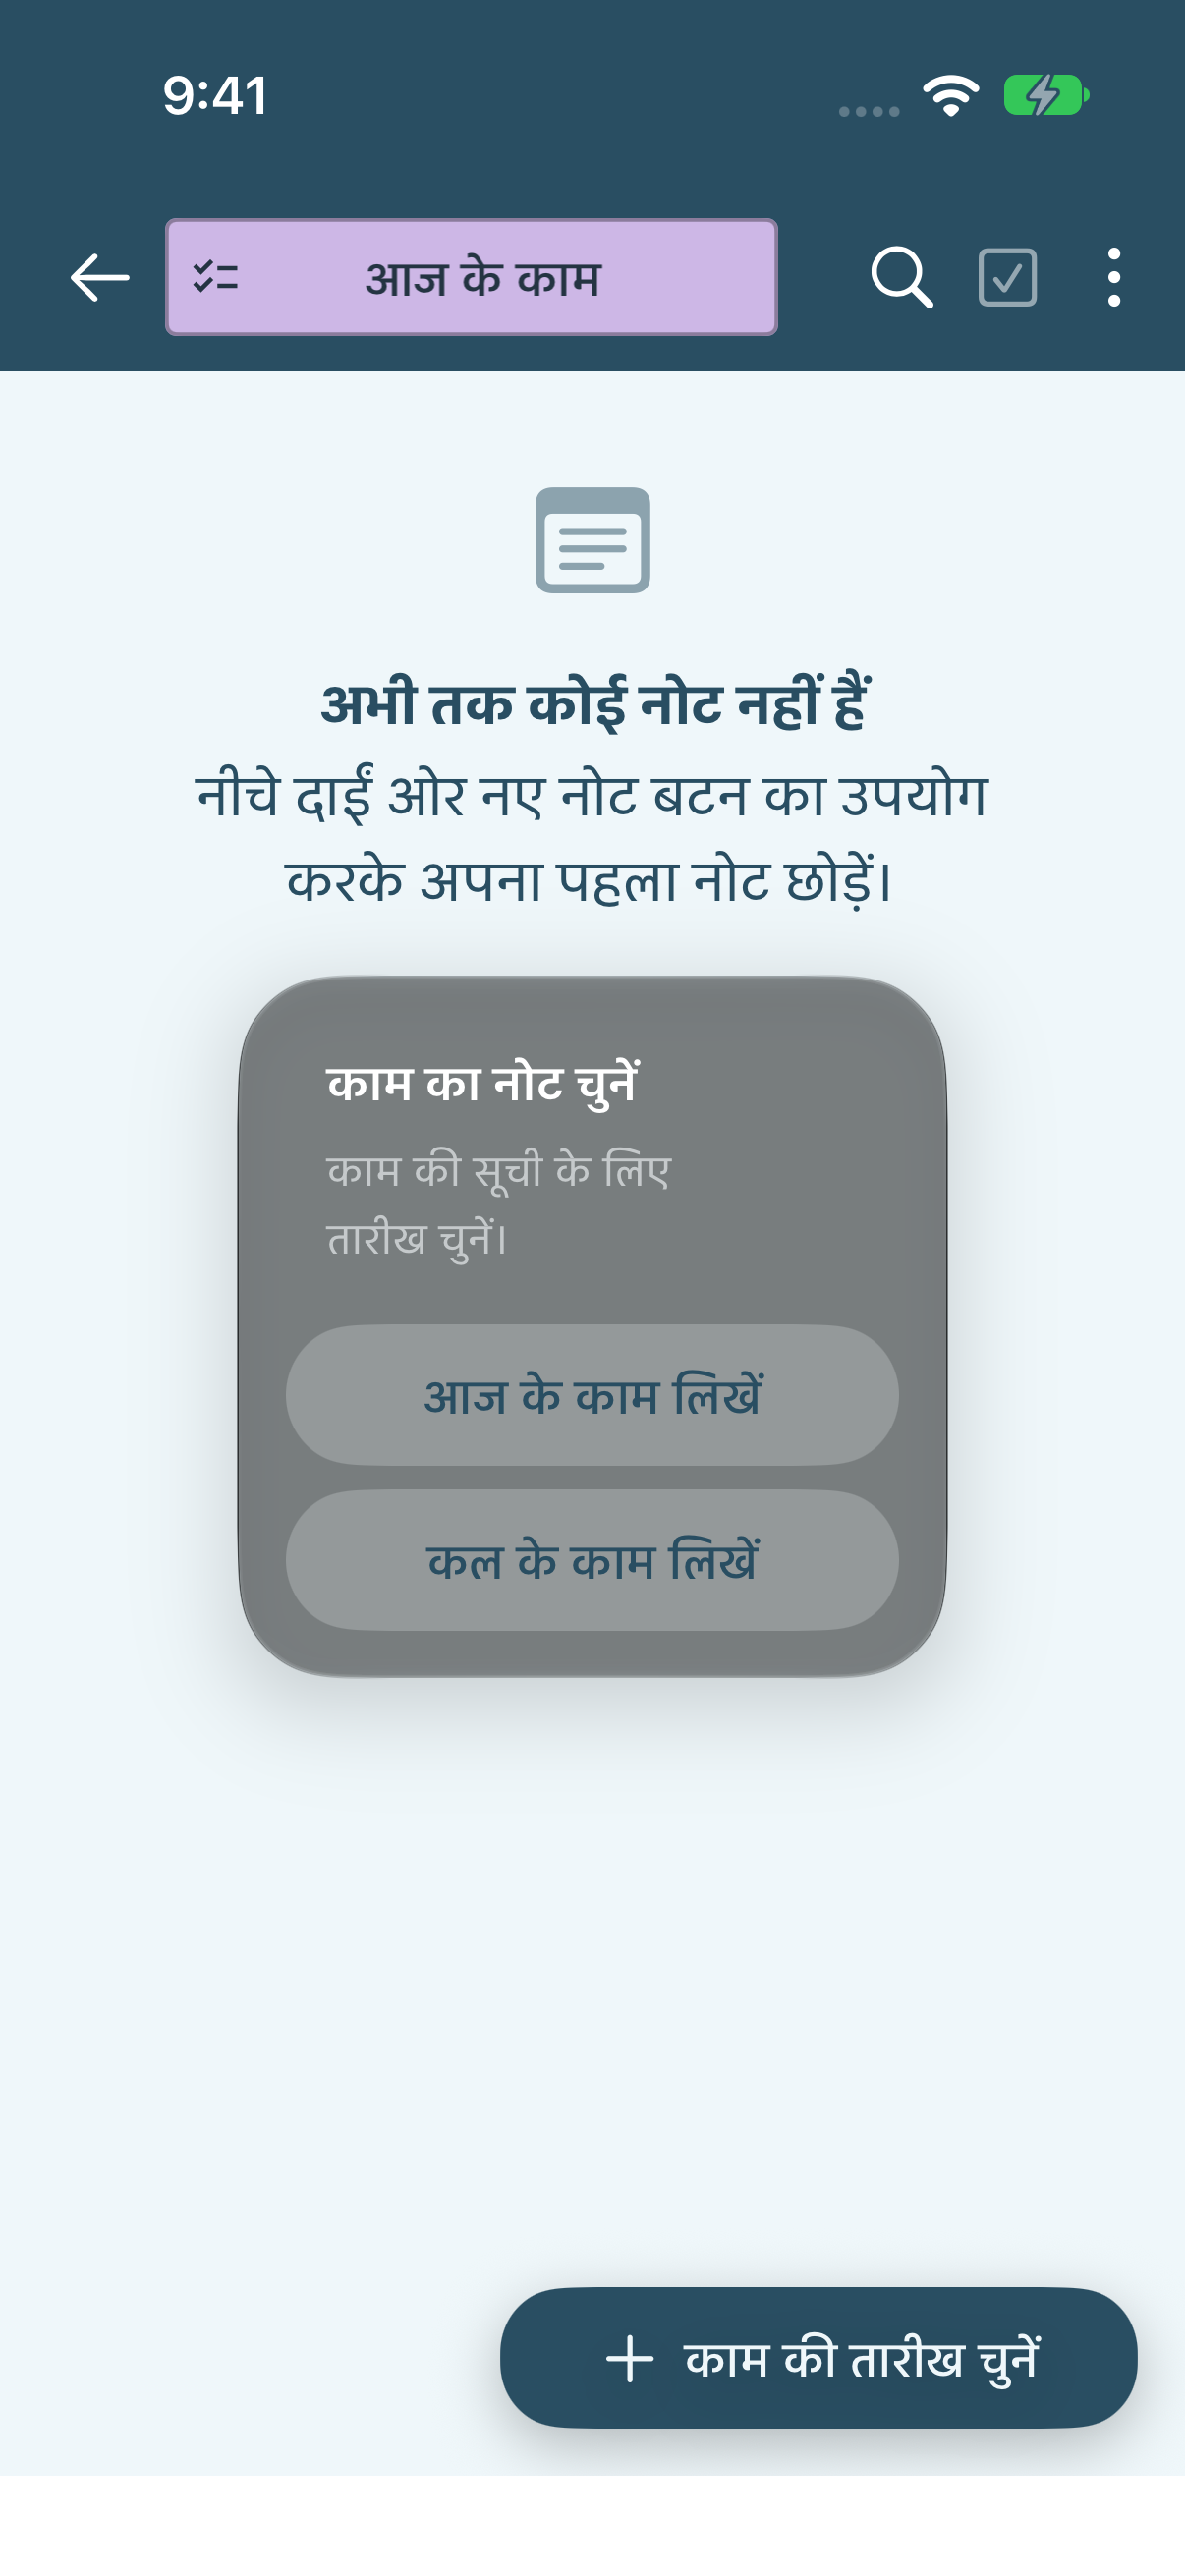 9:41
आज के काम
अभी तक कोई नोट नहीं हैं
नीचे दाईं ओर नए नोट बटन का उपयोग
करके अपना पहला नोट छोड़ें।
काम का नोट चुनें
काम की सूची के लिए
तारीख चुनें।
आज के काम लिखें
कल के काम लिखें
काम की तारीख चुनें